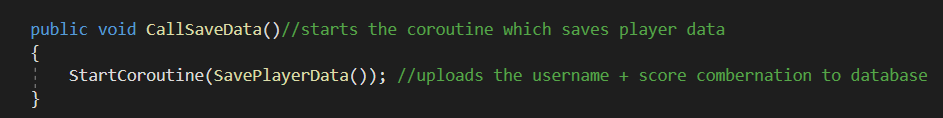 public void CallSaveData()//starts the coroutine which saves player data
{
StartCoroutine(SavePlayerData()); //uploads the username + score combernation to database
}